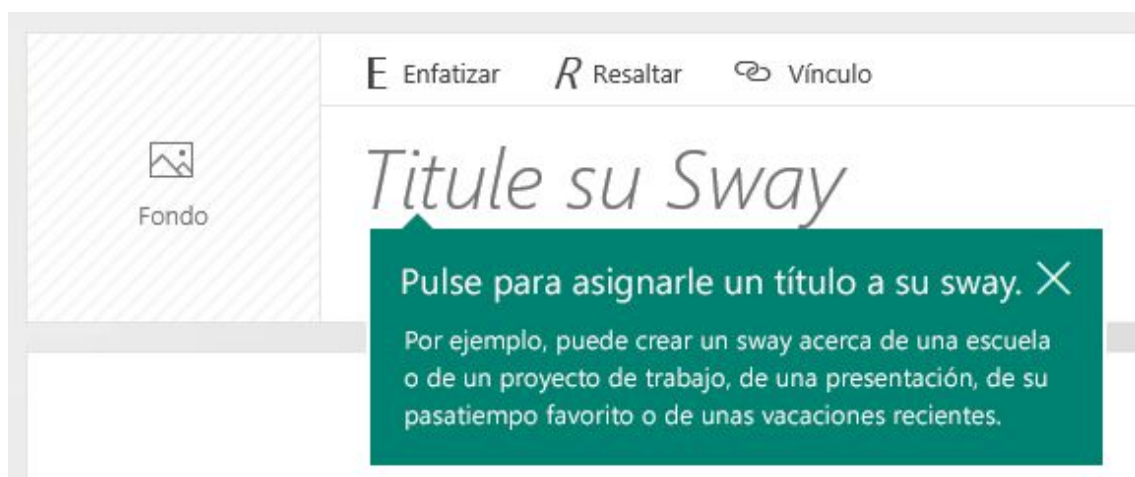 E Enfatizar R Resaltar Vínculo
Fondo
Titule su Sway
Pulse para asignarle un título a su sway.
Por ejemplo, puede crear un sway acerca de una escuela
o de un proyecto de trabajo, de una presentación, de su
pasatiempo favorito o de unas vacaciones recientes.